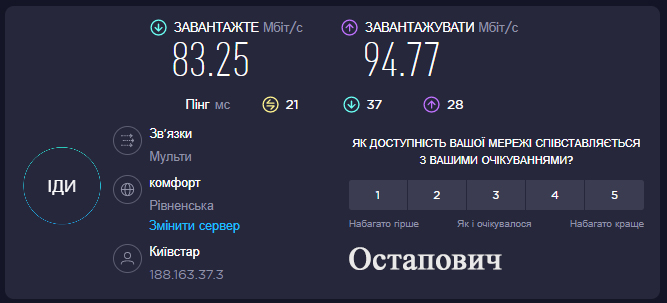 ЗАВАНТАЖТЕ Мбіт/с
83.25
ЗАВАНТАЖУВАТИ Мбіт/с
94.77
Пінг мс 21 37 28
ІДИ
Зв'язки
Мульти
комфорт
Рівненська
Змінити сервер
Київстар
188.163.37.3
ЯК ДОСТУПНІСТЬ ВАШОЇ МЕРЕЖІ СПІВСТАВЛЯЄТЬСЯ
З ВАШИМИ ОЧІКУВАННЯМИ?
1 2 3 4 5
Набагато гірше Як і очікувалося Набагато краще
Остапович